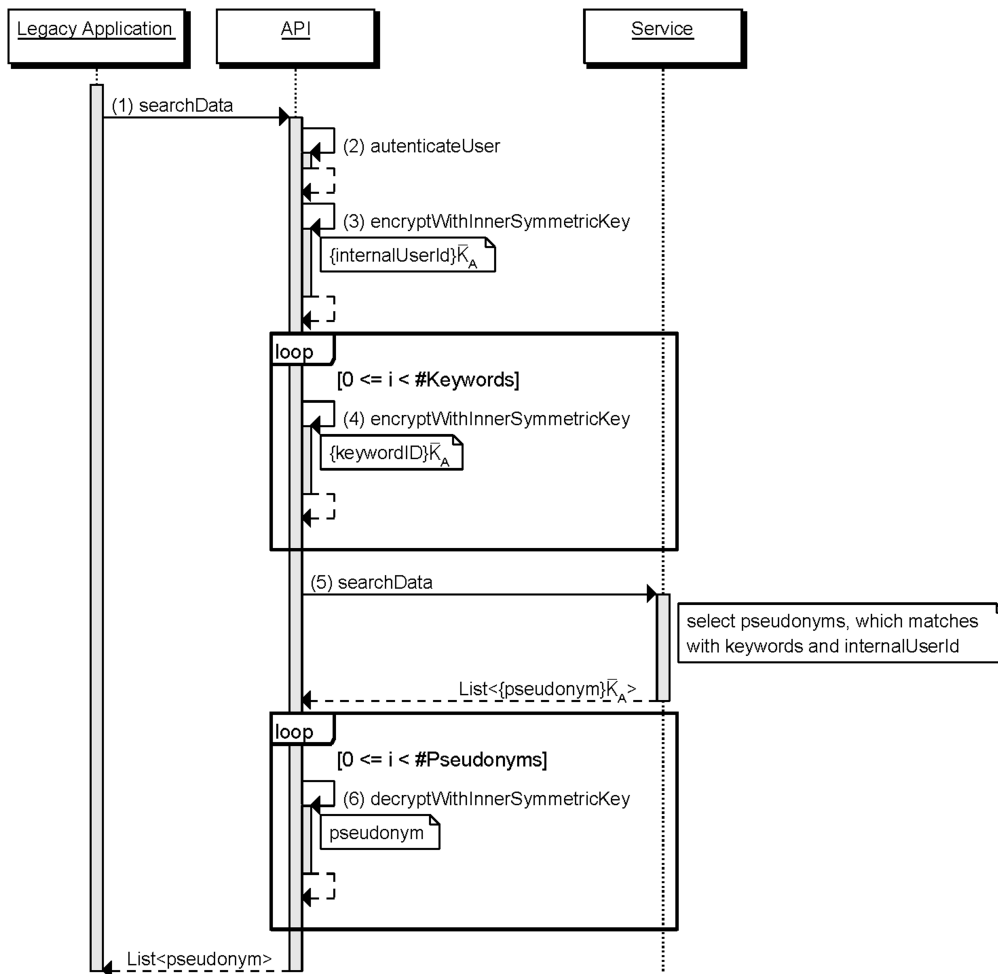 Legacy Application
API
Service
(1) searchData
(2) autenticateUser
(3) encryptWithInnerSymmetricKey
{internalUserId}K̅A
loop
[0 <= i < #Keywords]
(4) encryptWithInnerSymmetricKey
{keywordID}K̅A
(5) searchData
select pseudonyms, which matches
with keywords and internalUserId
List<{pseudonym}K̅A>
loop
[0 <= i < #Pseudonyms]
(6) decryptWithInnerSymmetricKey
pseudonym
List<pseudonym>